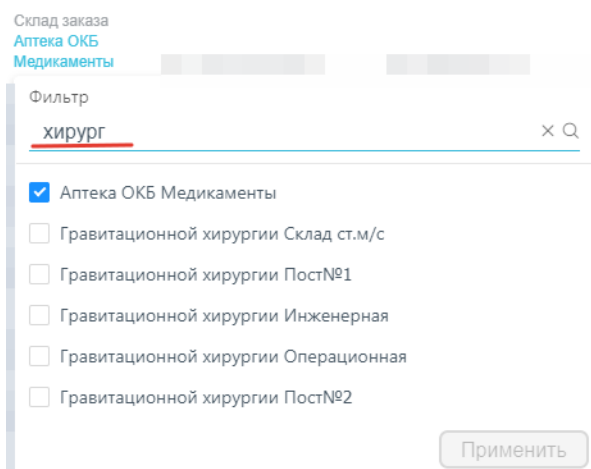 Склад заказа
Аптека ОКБ
Медикаменты
Фильтр
хирург
Аптека ОКБ Медикаменты
Гравитационной хирургии Склад ст.м/с
Гравитационной хирургии Пост№1
Гравитационной хирургии Инженерная
Гравитационной хирургии Операционная
Гравитационной хирургии Пост№2
Применить